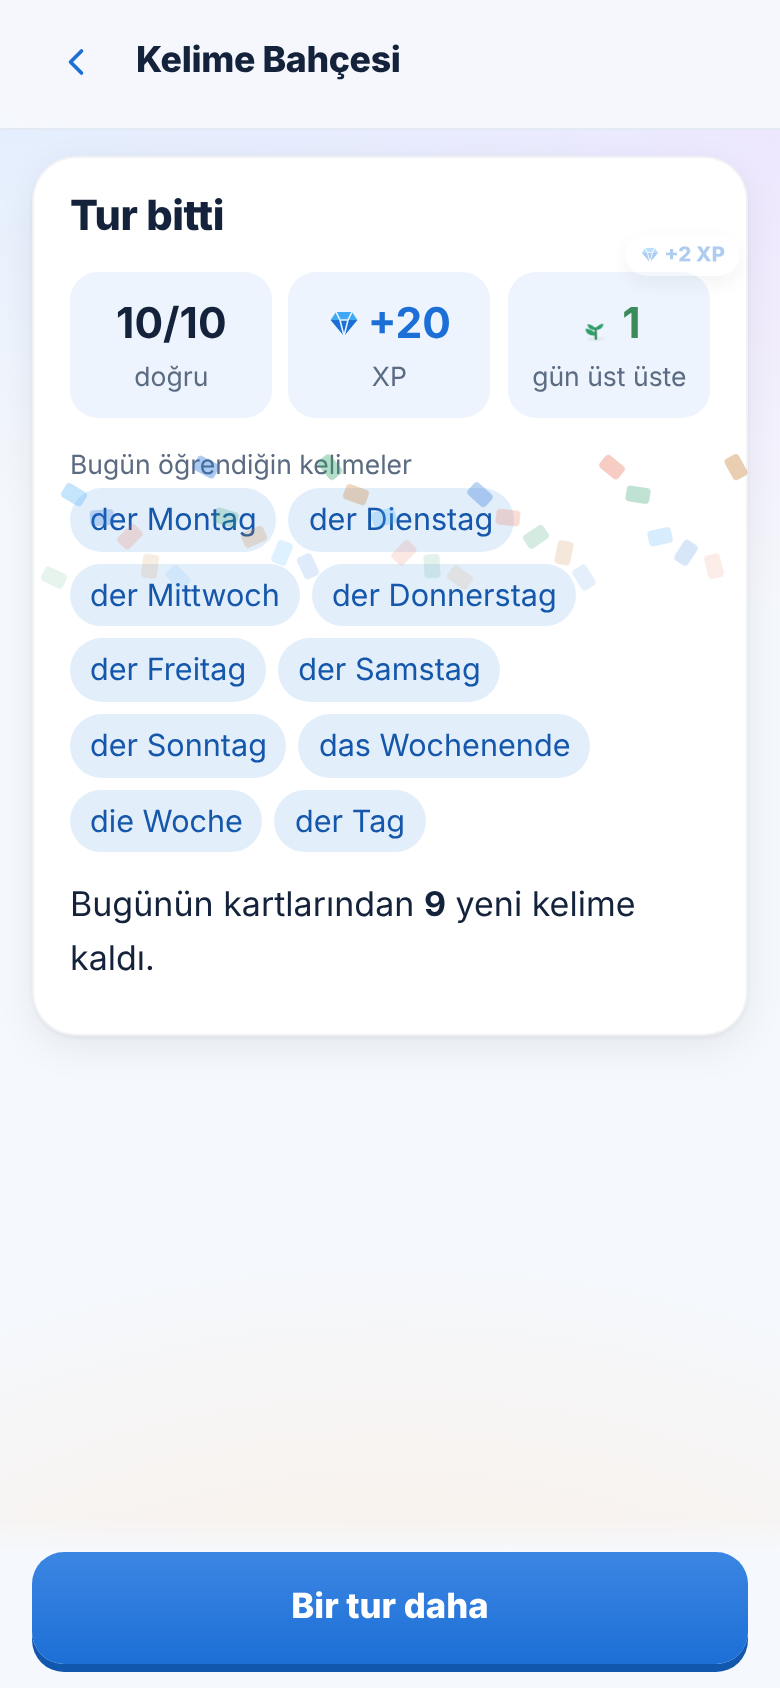 Kelime Bahçesi
Tur bitti
+2 XP
10/10
doğru
+20
XP
1
gün üst üste
Bugün öğrendiğin kelimeler
der Montag
der Dienstag
der Mittwoch
der Donnerstag
der Freitag
der Samstag
der Sonntag
das Wochenende
die Woche
der Tag
Bugünün kartlarından 9 yeni kelime
kaldı.
Bir tur daha